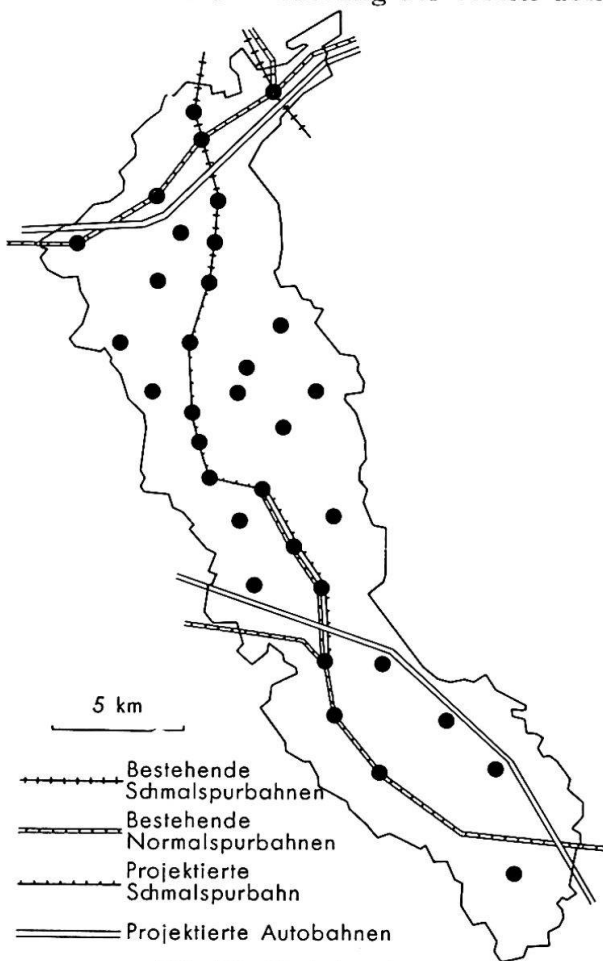 5 km
Bestehende
Schmalspurbahnen
Bestehende
Normalspurbahnen
Projektierte
Schmalspurbahn
Projektierte Autobahnen